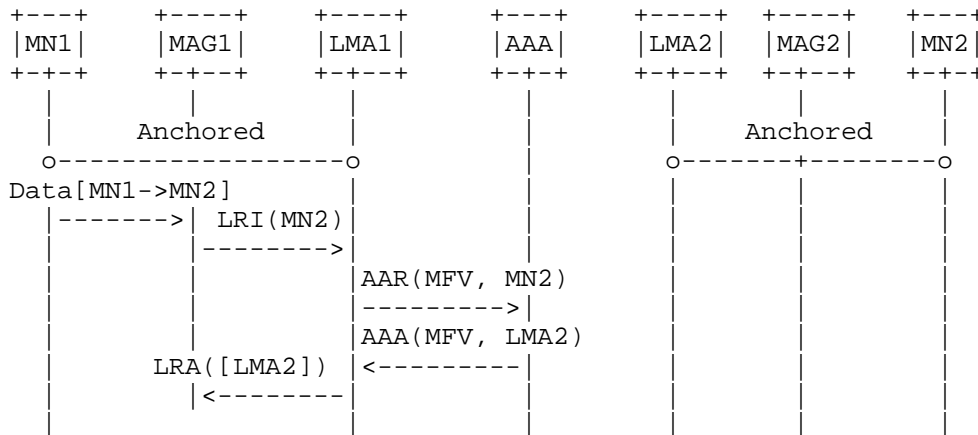 MN1 MAG1 LMA1 AAA LMA2 MAG2 MN2
Anchored Anchored
Data[MN1->MN2]
LRI(MN2)
AAR(MFV, MN2)
AAA(MFV, LMA2)
LRA([LMA2])